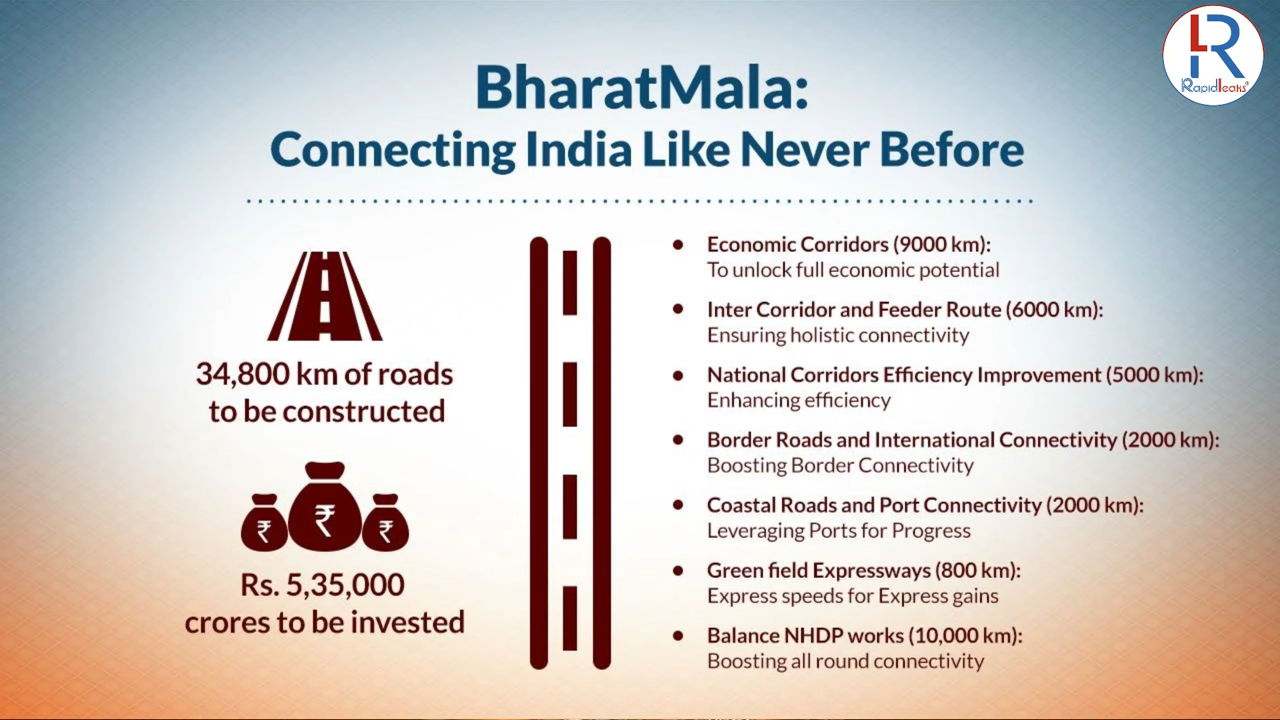 LR
Rapidleaks
BharatMala:
Connecting India Like Never Before
34,800 km of roads
to be constructed
₹ ₹ ₹
Rs. 5,35,000
crores to be invested
• Economic Corridors (9000 km):
To unlock full economic potential
• Inter Corridor and Feeder Route (6000 km):
Ensuring holistic connectivity
• National Corridors Efficiency Improvement (5000 km):
Enhancing efficiency
• Border Roads and International Connectivity (2000 km):
Boosting Border Connectivity
• Coastal Roads and Port Connectivity (2000 km):
Leveraging Ports for Progress
• Green field Expressways (800 km):
Express speeds for Express gains
• Balance NHDP works (10,000 km):
Boosting all round connectivity